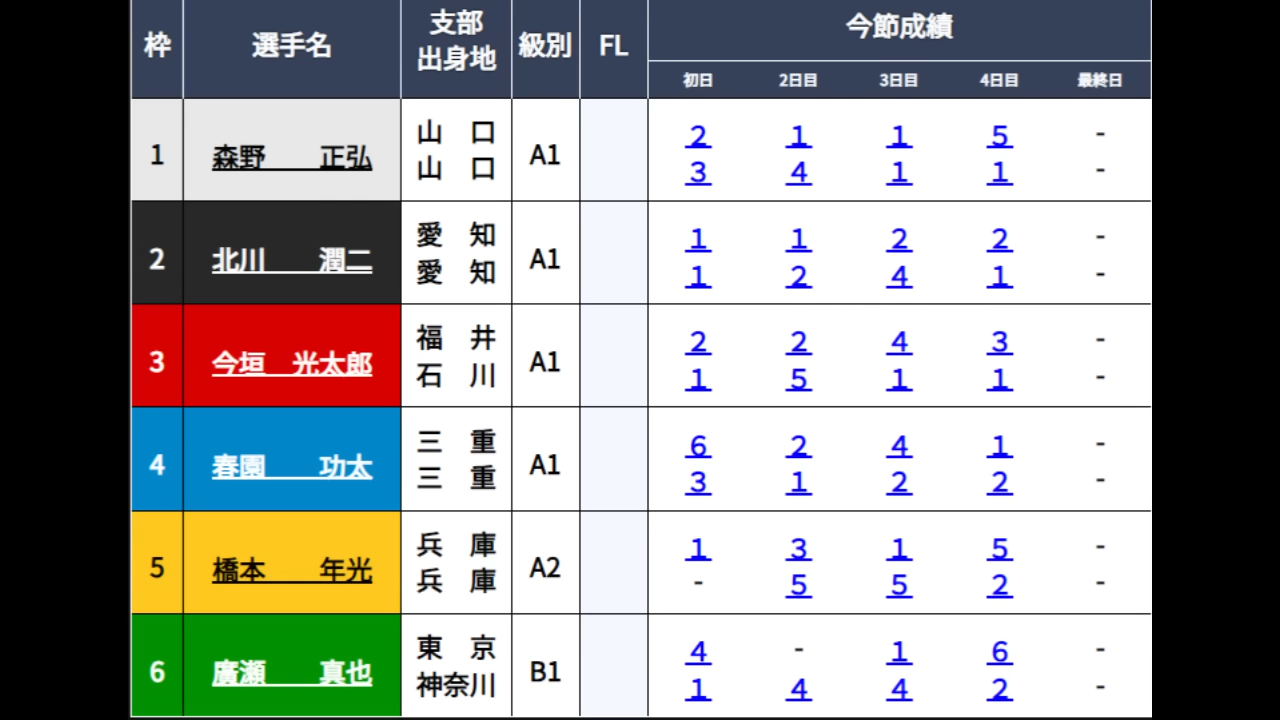 枠 選手名 支部 出身地 級別 FL 今節成績
初日 2日目 3日目 4日目 最終日
1 森野 正弘 山口 A1 2 1 1 5 -
山口 3 4 1 1 -
2 北川 潤二 愛知 A1 1 1 2 2 -
愛知 1 2 4 1 -
3 今垣 光太郎 福井 A1 2 2 4 3 -
石川 1 5 1 1 -
4 春園 功太 三重 A1 6 2 4 1 -
三重 3 1 2 2 -
5 橋本 年光 兵庫 A2 1 3 1 5 -
兵庫 - 5 5 2 -
6 廣瀬 真也 東京 B1 4 - 1 6 -
神奈川 1 4 4 2 -